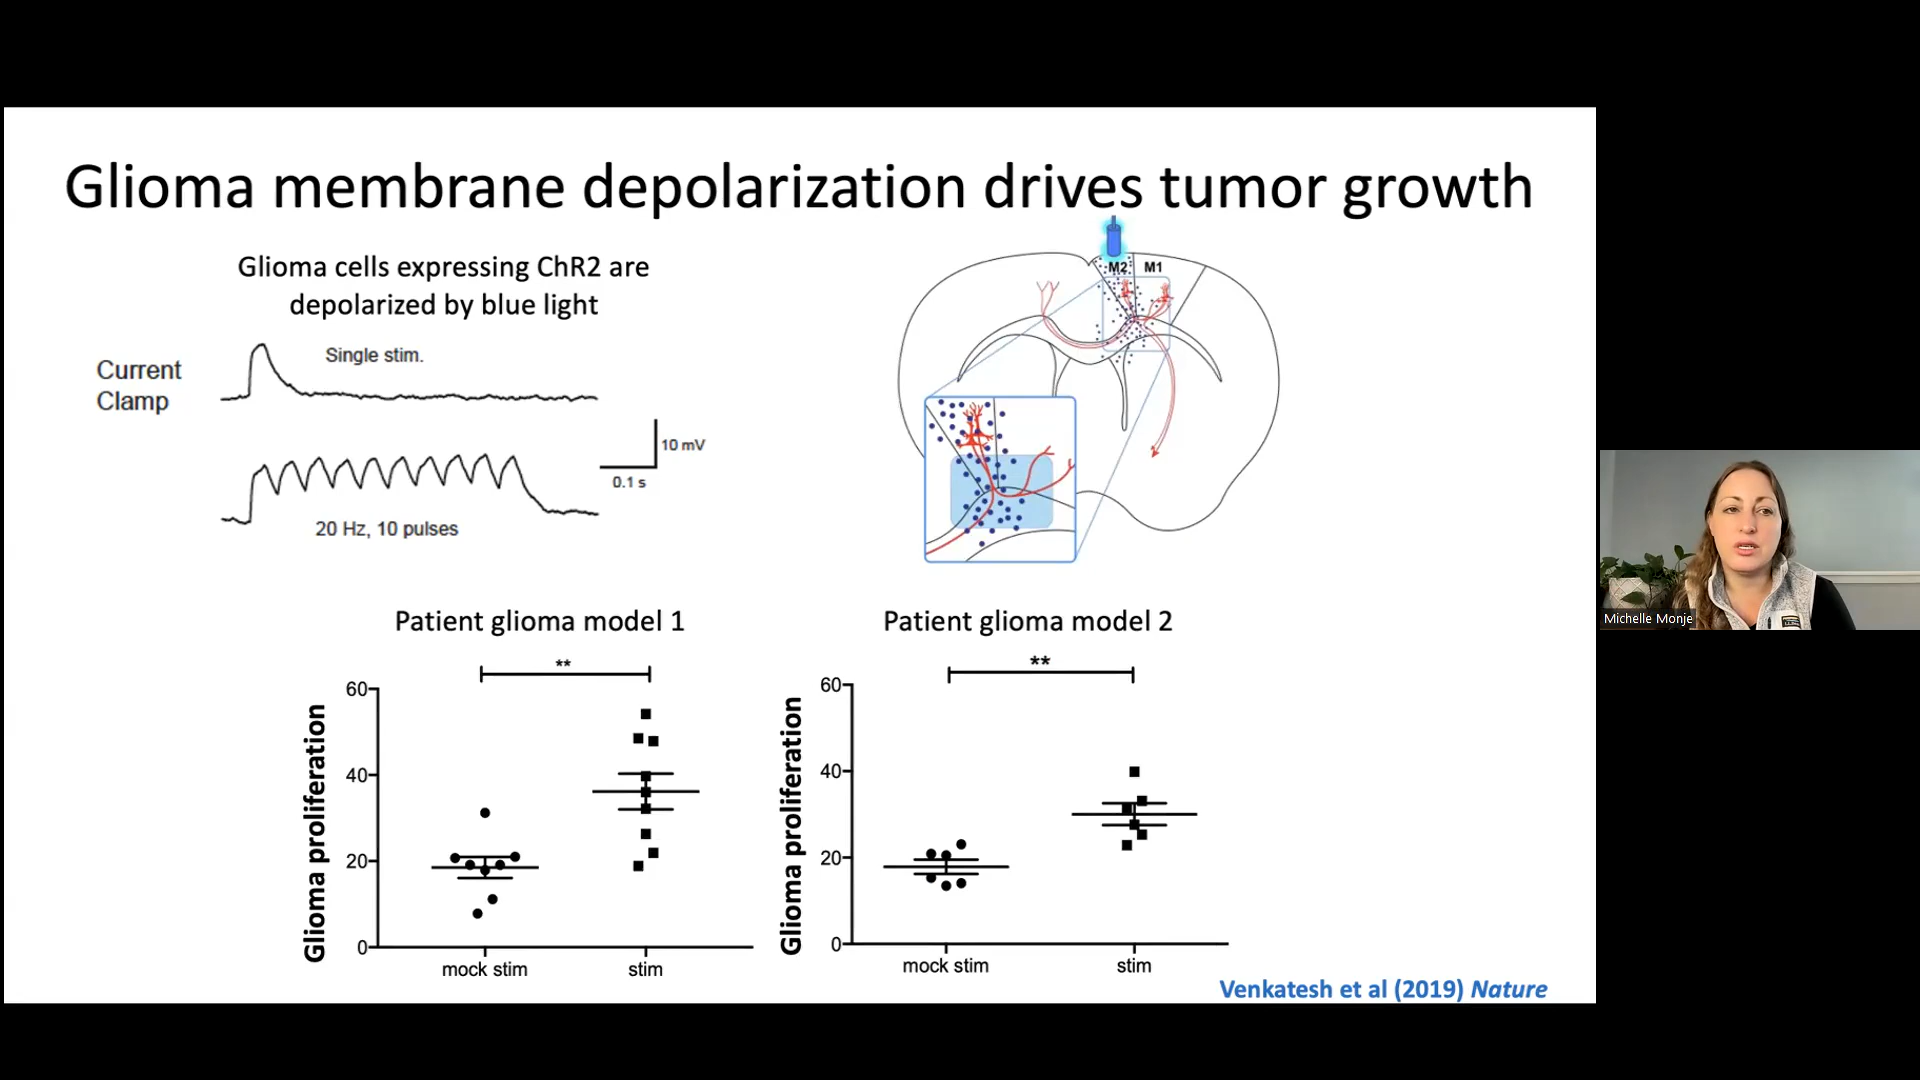 Glioma membrane depolarization drives tumor growth
Glioma cells expressing ChR2 are
depolarized by blue light
Current
Clamp
Single stim.
10 mV
0.1 s
20 Hz, 10 pulses
M2
M1
Patient glioma model 1
**
Glioma proliferation
60
40
20
0
mock stim
stim
Patient glioma model 2
**
Glioma proliferation
60
40
20
0
mock stim
stim
Venkatesh et al (2019) Nature
Michelle Monje